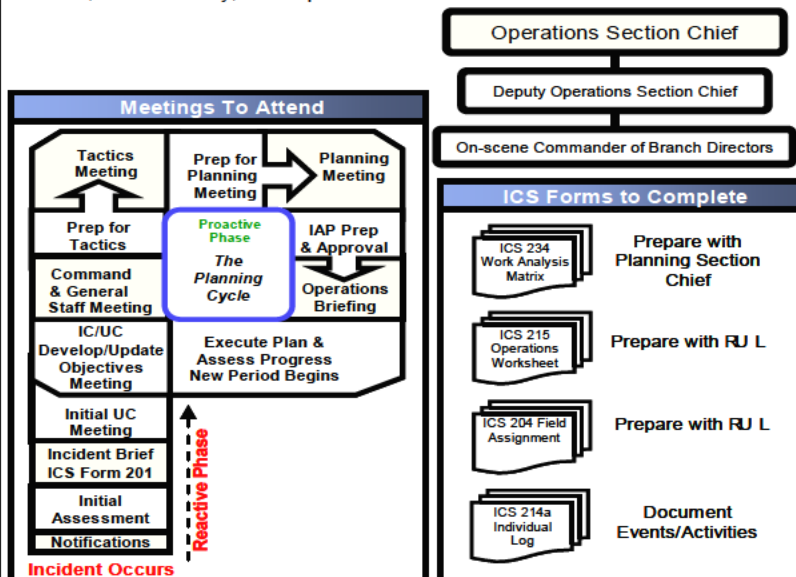 Operations Section Chief
Deputy Operations Section Chief
On-scene Commander of Branch Directors
Meetings To Attend
Tactics
Meeting
Prep for
Planning
Meeting
Planning
Meeting
Prep for
Tactics
Proactive
Phase
The
Planning
Cycle
IAP Prep
& Approval
Command
& General
Staff Meeting
Operations
Briefing
IC/UC
Develop/Update
Objectives
Meeting
Execute Plan &
Assess Progress
New Period Begins
Initial UC
Meeting
Incident Brief
ICS Form 201
Initial
Assessment
Notifications
Reactive Phase
Incident Occurs
ICS Forms to Complete
ICS 234
Work Analysis
Matrix
Prepare with
Planning Section
Chief
ICS 215
Operations
Worksheet
Prepare with RU L
ICS 204 Field
Assignment
Prepare with RU L
ICS 214a
Individual
Log
Document
Events/Activities